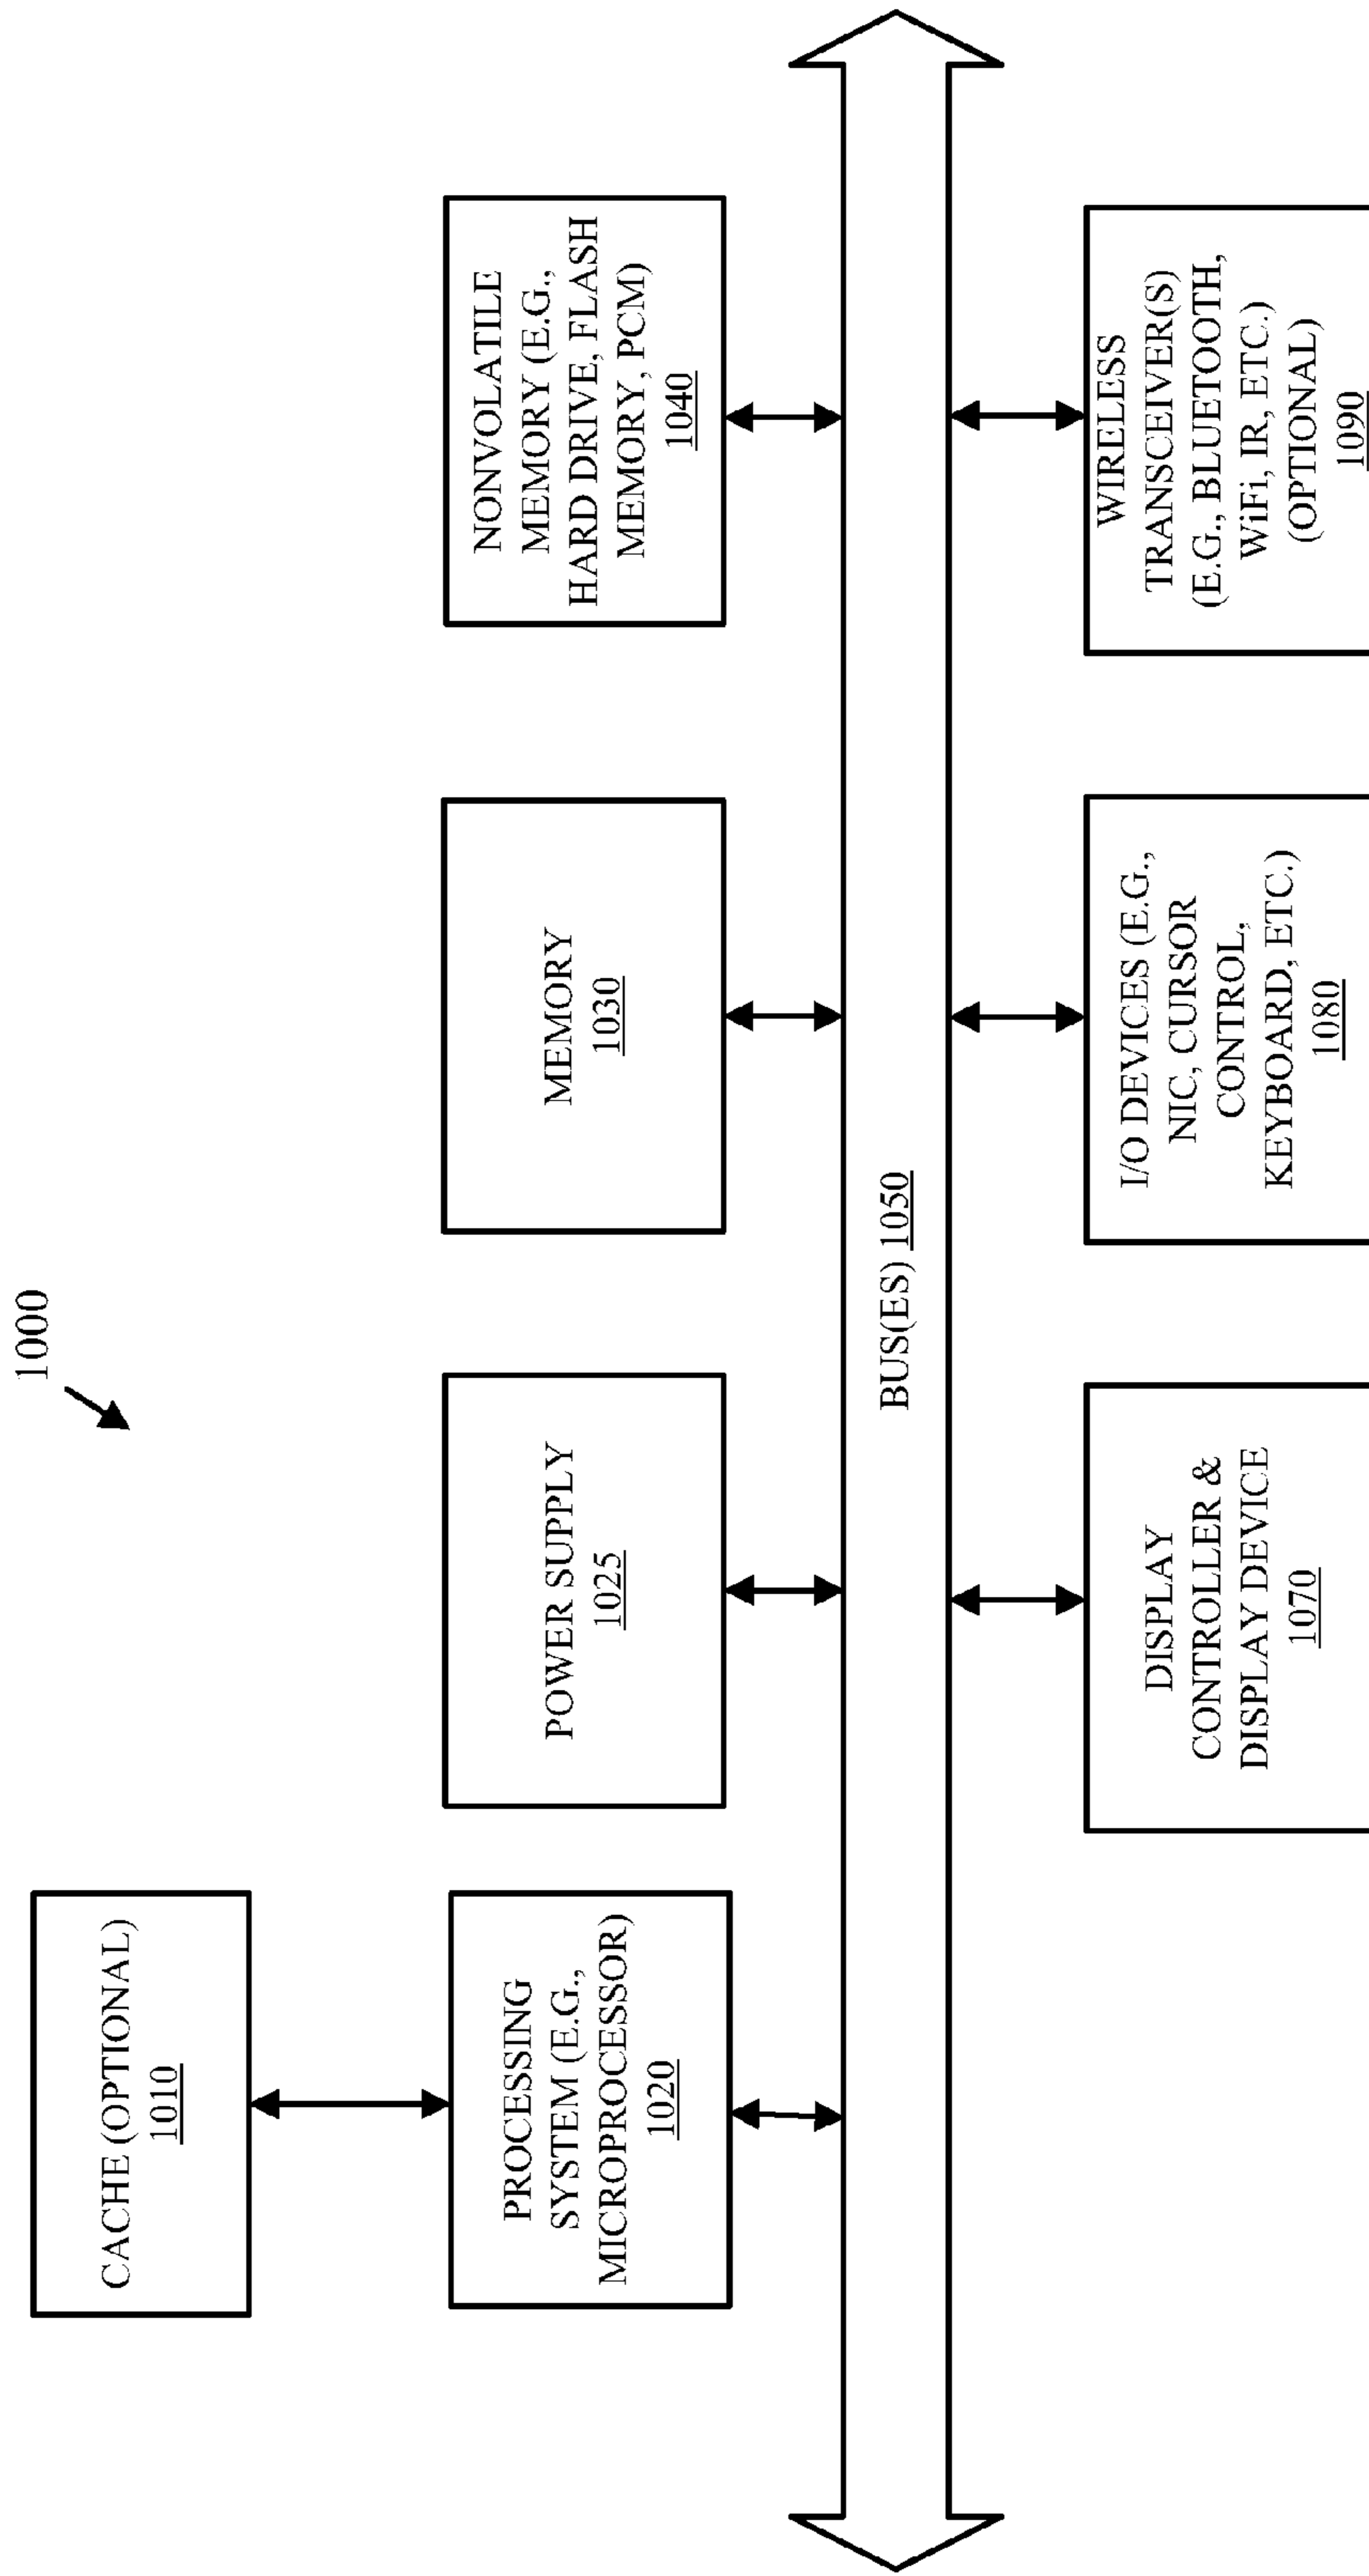 1000
CACHE (OPTIONAL)
1010
PROCESSING
SYSTEM (E.G.,
MICROPROCESSOR)
1020
POWER SUPPLY
1025
MEMORY
1030
NONVOLATILE
MEMORY (E.G.,
HARD DRIVE, FLASH
MEMORY, PCM)
1040
BUS(ES) 1050
DISPLAY
CONTROLLER &
DISPLAY DEVICE
1070
I/O DEVICES (E.G.,
NIC, CURSOR
CONTROL,
KEYBOARD, ETC.)
1080
WIRELESS
TRANSCEIVER(S)
(E.G., BLUETOOTH,
WiFi, IR, ETC.)
(OPTIONAL)
1090